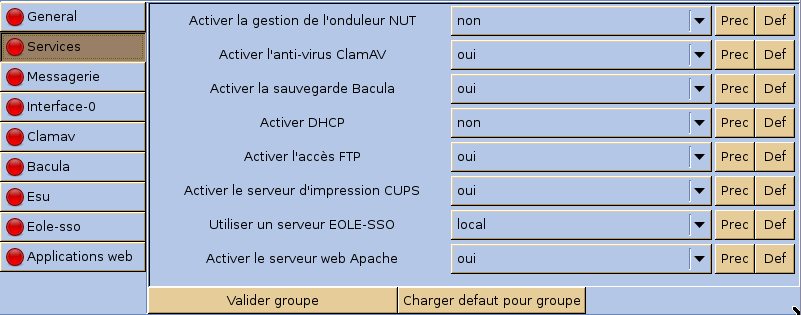 General
Services
Messagerie
Interface-0
Clamav
Bacula
Esu
Eole-sso
Applications web
Activer la gestion de l'onduleur NUT non Prec Def
Activer l'anti-virus ClamAV oui Prec Def
Activer la sauvegarde Bacula oui Prec Def
Activer DHCP non Prec Def
Activer l'accès FTP oui Prec Def
Activer le serveur d'impression CUPS oui Prec Def
Utiliser un serveur EOLE-SSO local Prec Def
Activer le serveur web Apache oui Prec Def
Valider groupe Charger defaut pour groupe